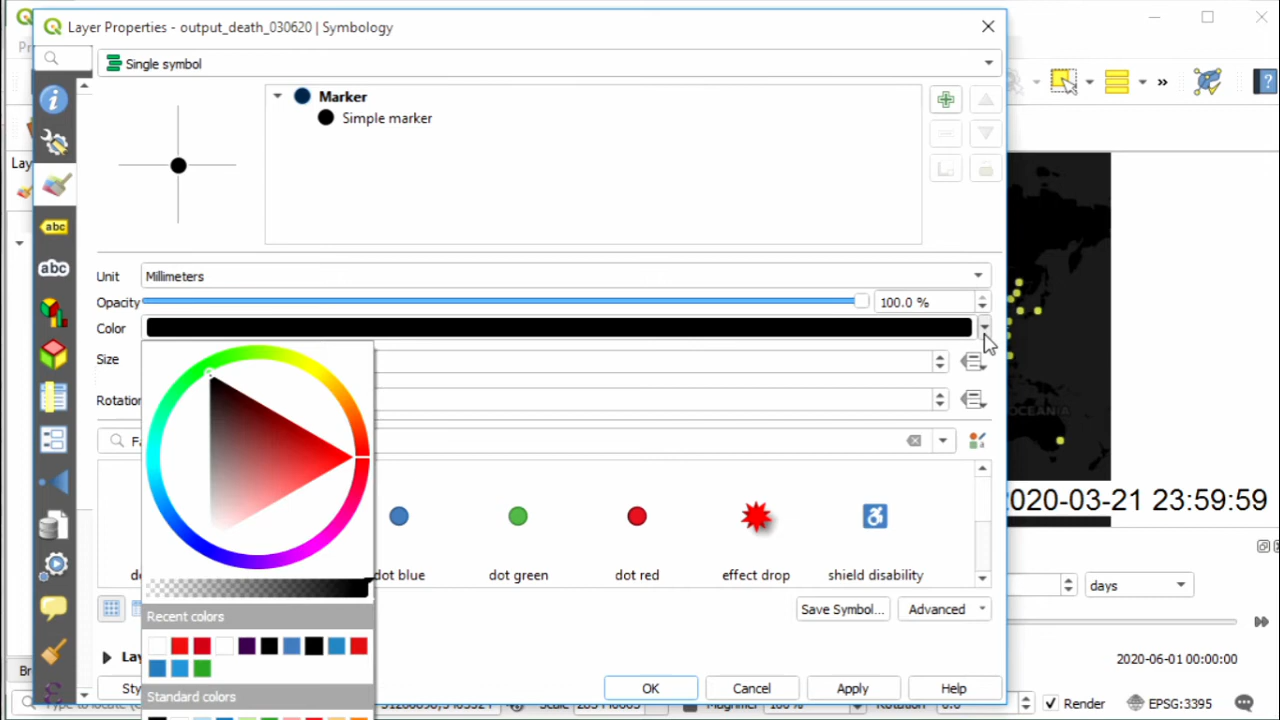 Layer Properties - output_death_030620 | Symbology
Single symbol
Marker
Simple marker
abc
abc
Unit
Millimeters
Opacity
100.0 %
Color
Size
OCEANIA
dot blue
dot green
dot red
effect drop
shield disability
2020-03-21 23:59:59
days
Save Symbol...
Advanced
Recent colors
2020-06-01 00:00:00
OK
Cancel
Apply
Help
Standard colors
Render
EPSG:3395